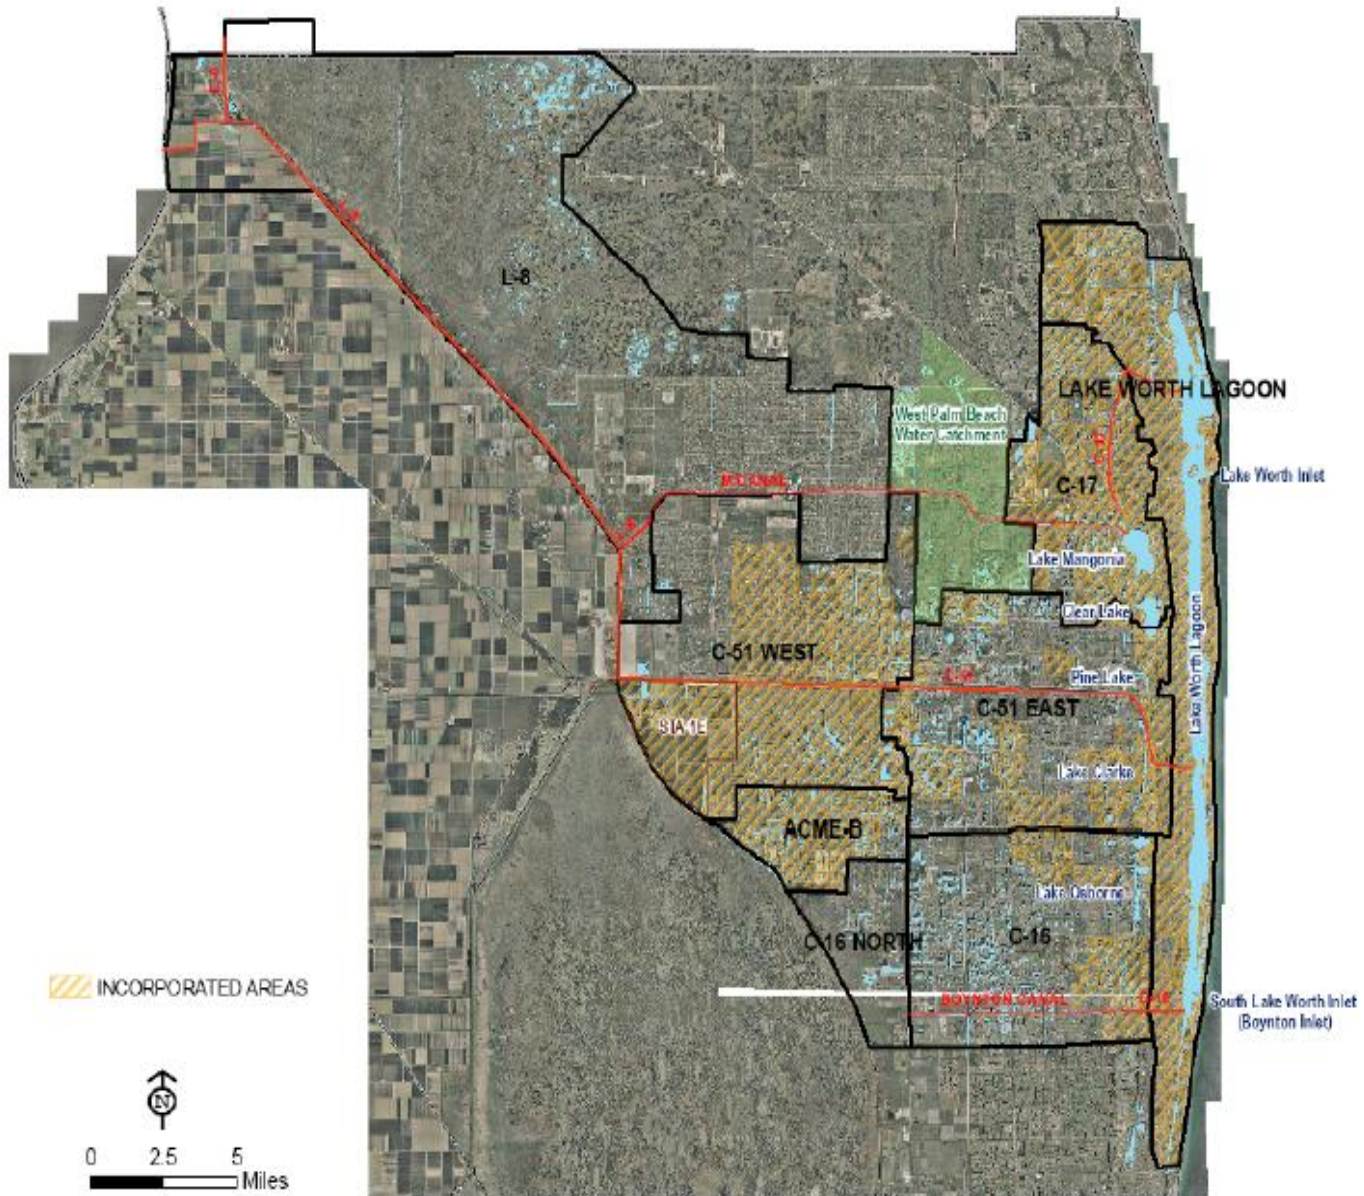 L-8
LAKE WORTH LAGOON
West Palm Beach
Water Catchment
Lake Worth Inlet
C-17
M CANAL
Lake Mangonia
Clear Lake
C-51 WEST
Pine Lake
Lake Worth Lagoon
C-51 EAST
STA-1E
Lake Clarke
ACME-B
Lake Osborne
C-16 NORTH
C-16
INCORPORATED AREAS
BOYNTON CANAL
C-16
South Lake Worth Inlet
(Boynton Inlet)
N
0 2.5 5
Miles